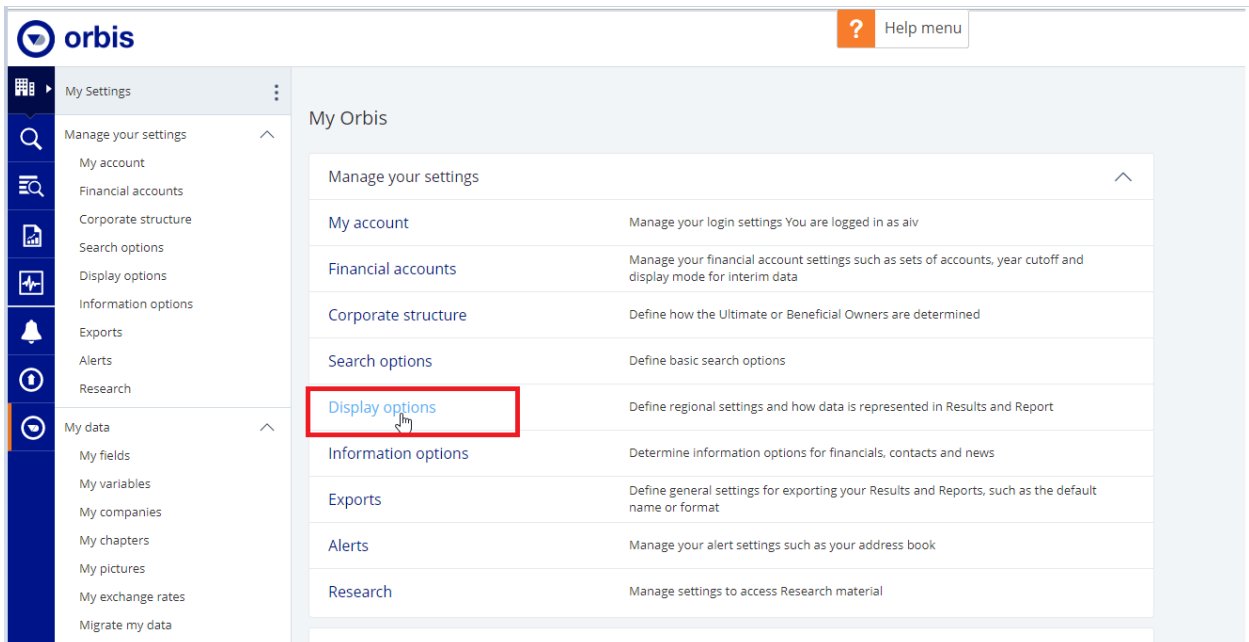 orbis
? Help menu
My Settings
Manage your settings
My account
Financial accounts
Corporate structure
Search options
Display options
Information options
Exports
Alerts
Research
My data
My fields
My variables
My companies
My chapters
My pictures
My exchange rates
Migrate my data
My Orbis
Manage your settings
My account Manage your login settings You are logged in as aiv
Financial accounts Manage your financial account settings such as sets of accounts, year cutoff and
display mode for interim data
Corporate structure Define how the Ultimate or Beneficial Owners are determined
Search options Define basic search options
Display options Define regional settings and how data is represented in Results and Report
Information options Determine information options for financials, contacts and news
Exports Define general settings for exporting your Results and Reports, such as the default
name or format
Alerts Manage your alert settings such as your address book
Research Manage settings to access Research material